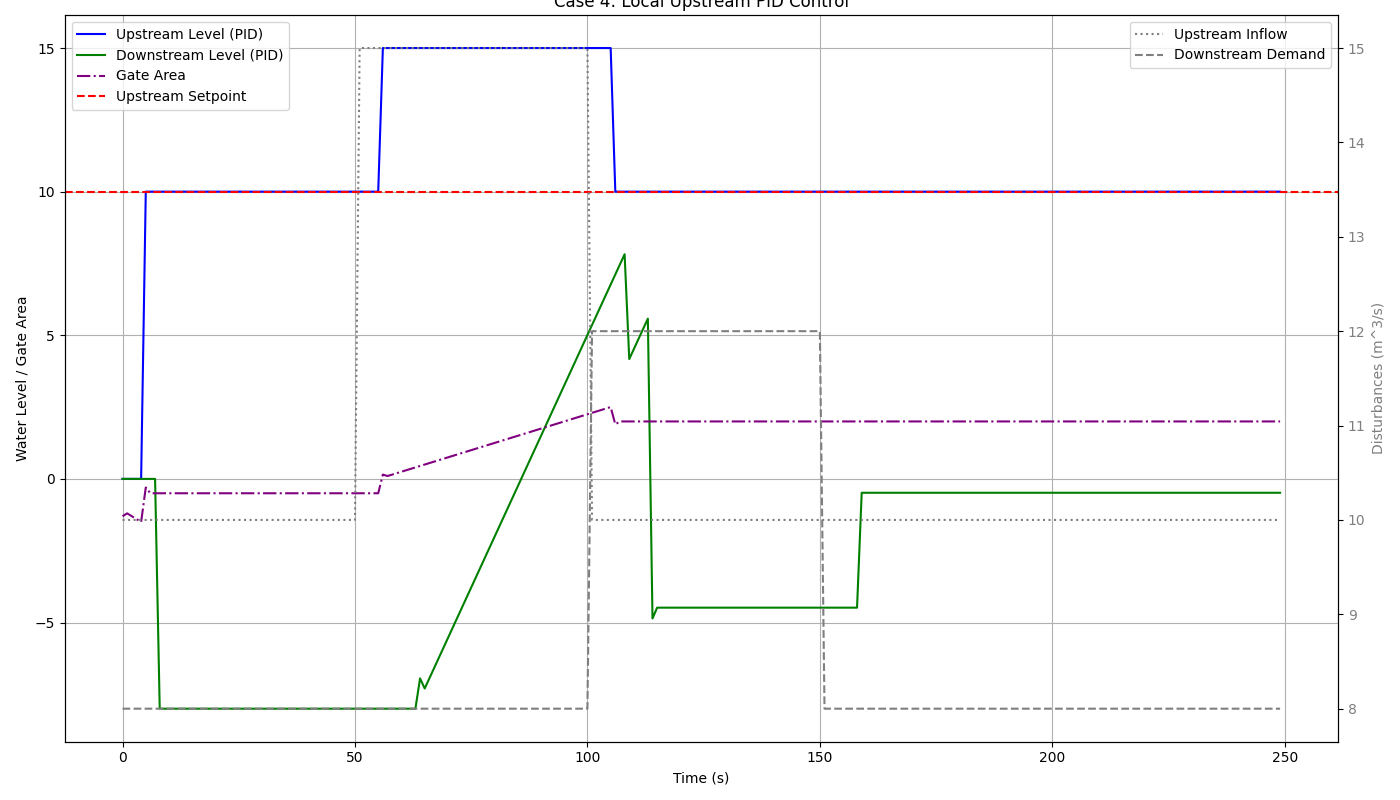 Case 4: Local Upstream PID Control
Upstream Level (PID)
Downstream Level (PID)
Gate Area
Upstream Setpoint
Upstream Inflow
Downstream Demand
15
10
5
0
−5
Water Level / Gate Area
15
14
13
12
11
10
9
8
Disturbances (m^3/s)
0
50
100
150
200
250
Time (s)